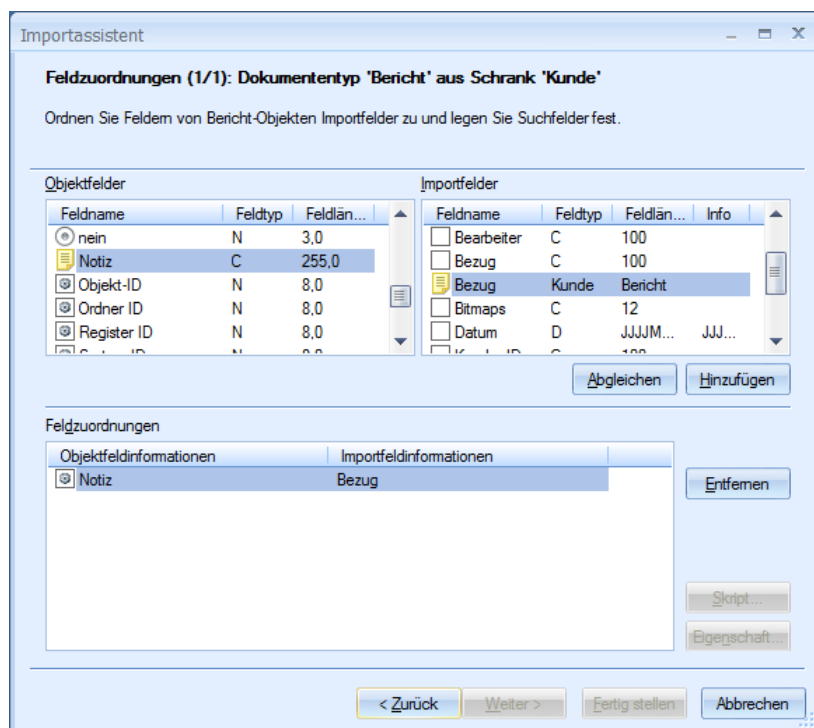 Importassistent
Feldzuordnungen (1/1): Dokumententyp 'Bericht' aus Schrank 'Kunde'
Ordnen Sie Feldern von Bericht-Objekten Importfelder zu und legen Sie Suchfelder fest.
Objektfelder
Feldname Feldtyp Feldlän...
nein N 3,0
Notiz C 255,0
Objekt-ID N 8,0
Ordner ID N 8,0
Register ID N 8,0
Importfelder
Feldname Feldtyp Feldlän... Info
Bearbeiter C 100
Bezug C 100
Bezug Kunde Bericht
Bitmaps C 12
Datum D JJJJM... JJJ...
Abgleichen Hinzufügen
Feldzuordnungen
Objektfeldinformationen Importfeldinformationen
Notiz Bezug
Entfernen
Skript...
Eigenschaft...
< Zurück Weiter > Fertig stellen Abbrechen